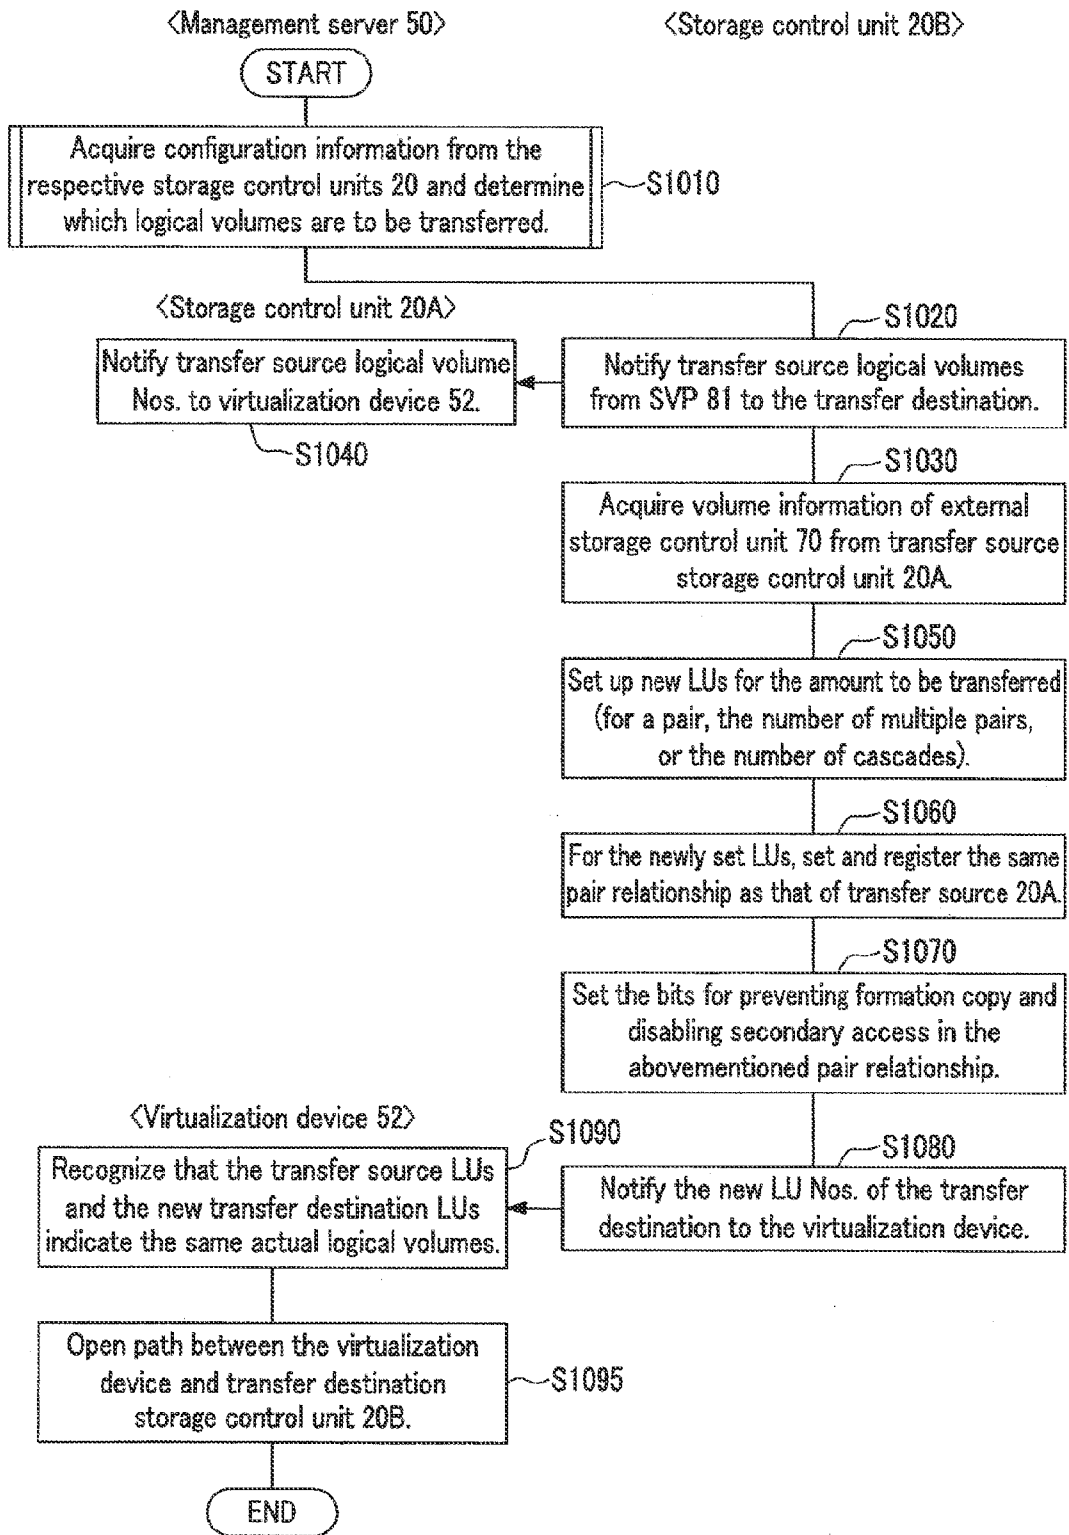 <Management server 50>
<Storage control unit 20B>
START
Acquire configuration information from the
respective storage control units 20 and determine
which logical volumes are to be transferred.
S1010
<Storage control unit 20A>
Notify transfer source logical volume
Nos. to virtualization device 52.
S1040
S1020
Notify transfer source logical volumes
from SVP 81 to the transfer destination.
S1030
Acquire volume information of external
storage control unit 70 from transfer source
storage control unit 20A.
S1050
Set up new LUs for the amount to be transferred
(for a pair, the number of multiple pairs,
or the number of cascades).
S1060
For the newly set LUs, set and register the same
pair relationship as that of transfer source 20A.
S1070
Set the bits for preventing formation copy and
disabling secondary access in the
abovementioned pair relationship.
S1080
Notify the new LU Nos. of the transfer
destination to the virtualization device.
<Virtualization device 52>
S1090
Recognize that the transfer source LUs
and the new transfer destination LUs
indicate the same actual logical volumes.
Open path between the virtualization
device and transfer destination
storage control unit 20B.
S1095
END